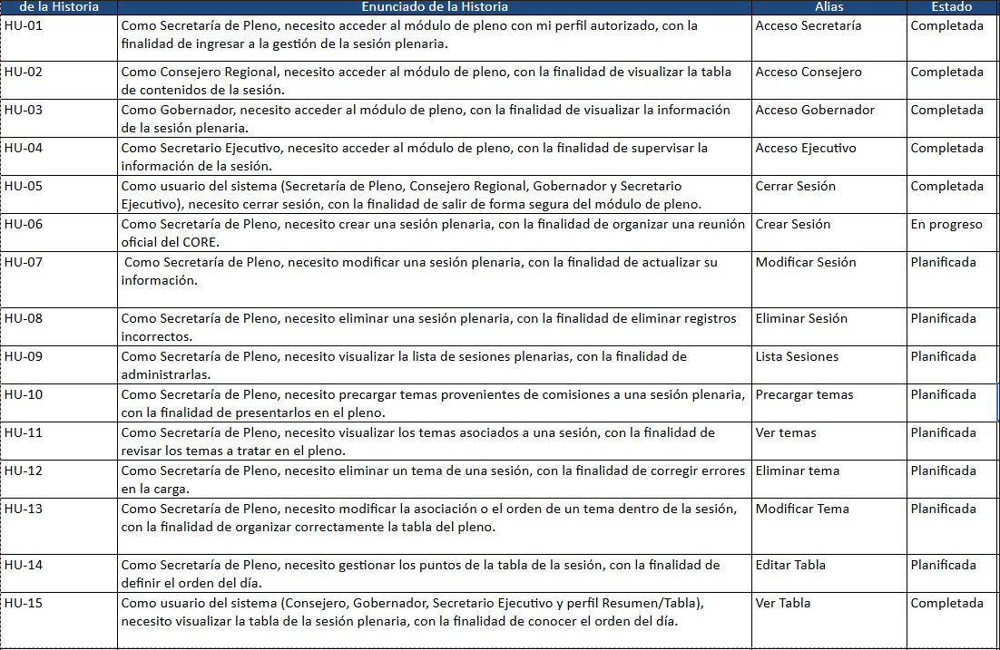 de la Historia Enunciado de la Historia Alias Estado
HU-01 Como Secretaría de Pleno, necesito acceder al módulo de pleno con mi perfil autorizado, con la Acceso Secretaría Completada
finalidad de ingresar a la gestión de la sesión plenaria.
HU-02 Como Consejero Regional, necesito acceder al módulo de pleno, con la finalidad de visualizar la tabla Acceso Consejero Completada
de contenidos de la sesión.
HU-03 Como Gobernador, necesito acceder al módulo de pleno, con la finalidad de visualizar la información Acceso Gobernador Completada
de la sesión plenaria.
HU-04 Como Secretario Ejecutivo, necesito acceder al módulo de pleno, con la finalidad de supervisar la Acceso Ejecutivo Completada
información de la sesión.
HU-05 Como usuario del sistema (Secretaría de Pleno, Consejero Regional, Gobernador y Secretario Cerrar Sesión Completada
Ejecutivo), necesito cerrar sesión, con la finalidad de salir de forma segura del módulo de pleno.
HU-06 Como Secretaría de Pleno, necesito crear una sesión plenaria, con la finalidad de organizar una reunión Crear Sesión En progreso
oficial del CORE.
HU-07 Como Secretaría de Pleno, necesito modificar una sesión plenaria, con la finalidad de actualizar su Modificar Sesión Planificada
información.
HU-08 Como Secretaría de Pleno, necesito eliminar una sesión plenaria, con la finalidad de eliminar registros Eliminar Sesión Planificada
incorrectos.
HU-09 Como Secretaría de Pleno, necesito visualizar la lista de sesiones plenarias, con la finalidad de Lista Sesiones Planificada
administrarlas.
HU-10 Como Secretaría de Pleno, necesito precargar temas provenientes de comisiones a una sesión plenaria, Precargar temas Planificada
con la finalidad de presentarlos en el pleno.
HU-11 Como Secretaría de Pleno, necesito visualizar los temas asociados a una sesión, con la finalidad de Ver temas Planificada
revisar los temas a tratar en el pleno.
HU-12 Como Secretaría de Pleno, necesito eliminar un tema de una sesión, con la finalidad de corregir errores Eliminar tema Planificada
en la carga.
HU-13 Como Secretaría de Pleno, necesito modificar la asociación o el orden de un tema dentro de la sesión, Modificar Tema Planificada
con la finalidad de organizar correctamente la tabla del pleno.
HU-14 Como Secretaría de Pleno, necesito gestionar los puntos de la tabla de la sesión, con la finalidad de Editar Tabla Planificada
definir el orden del día.
HU-15 Como usuario del sistema (Consejero, Gobernador, Secretario Ejecutivo y perfil Resumen/Tabla), Ver Tabla Completada
necesito visualizar la tabla de la sesión plenaria, con la finalidad de conocer el orden del día.